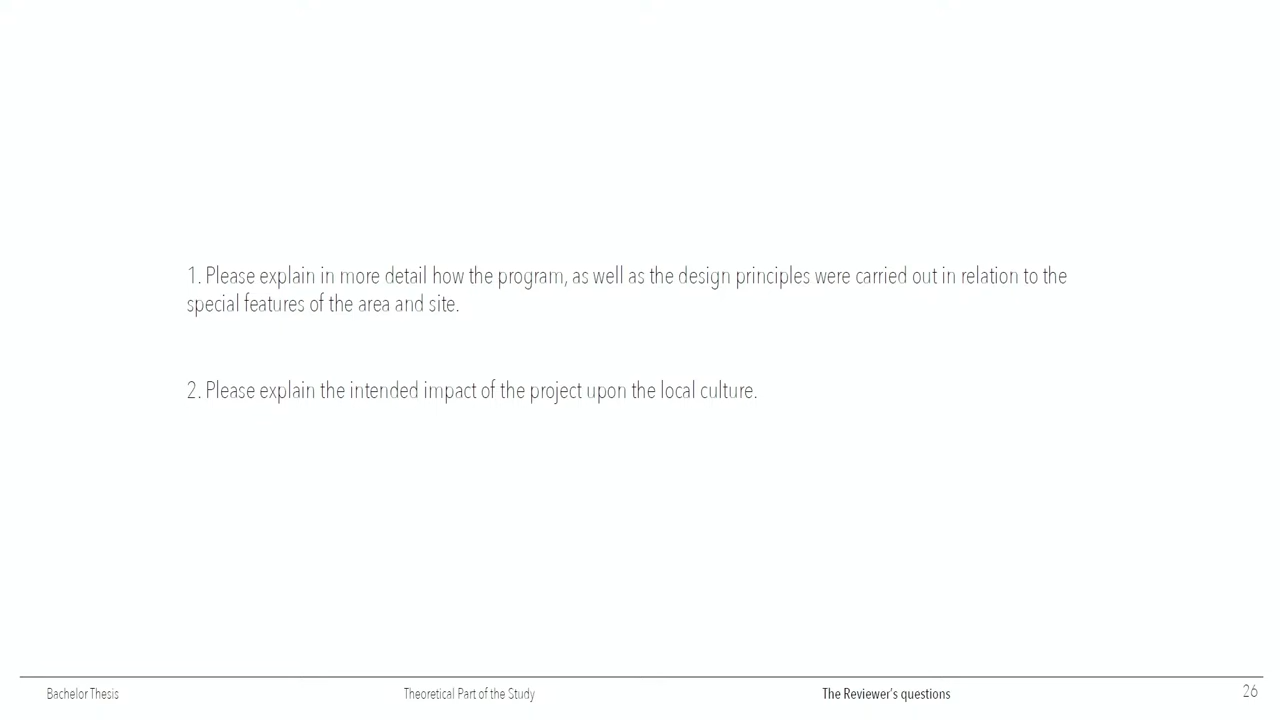 1. Please explain in more detail how the program, as well as the design principles were carried out in relation to the
special features of the area and site.
2. Please explain the intended impact of the project upon the local culture.
Bachelor Thesis
Theoretical Part of the Study
The Reviewer's questions
26